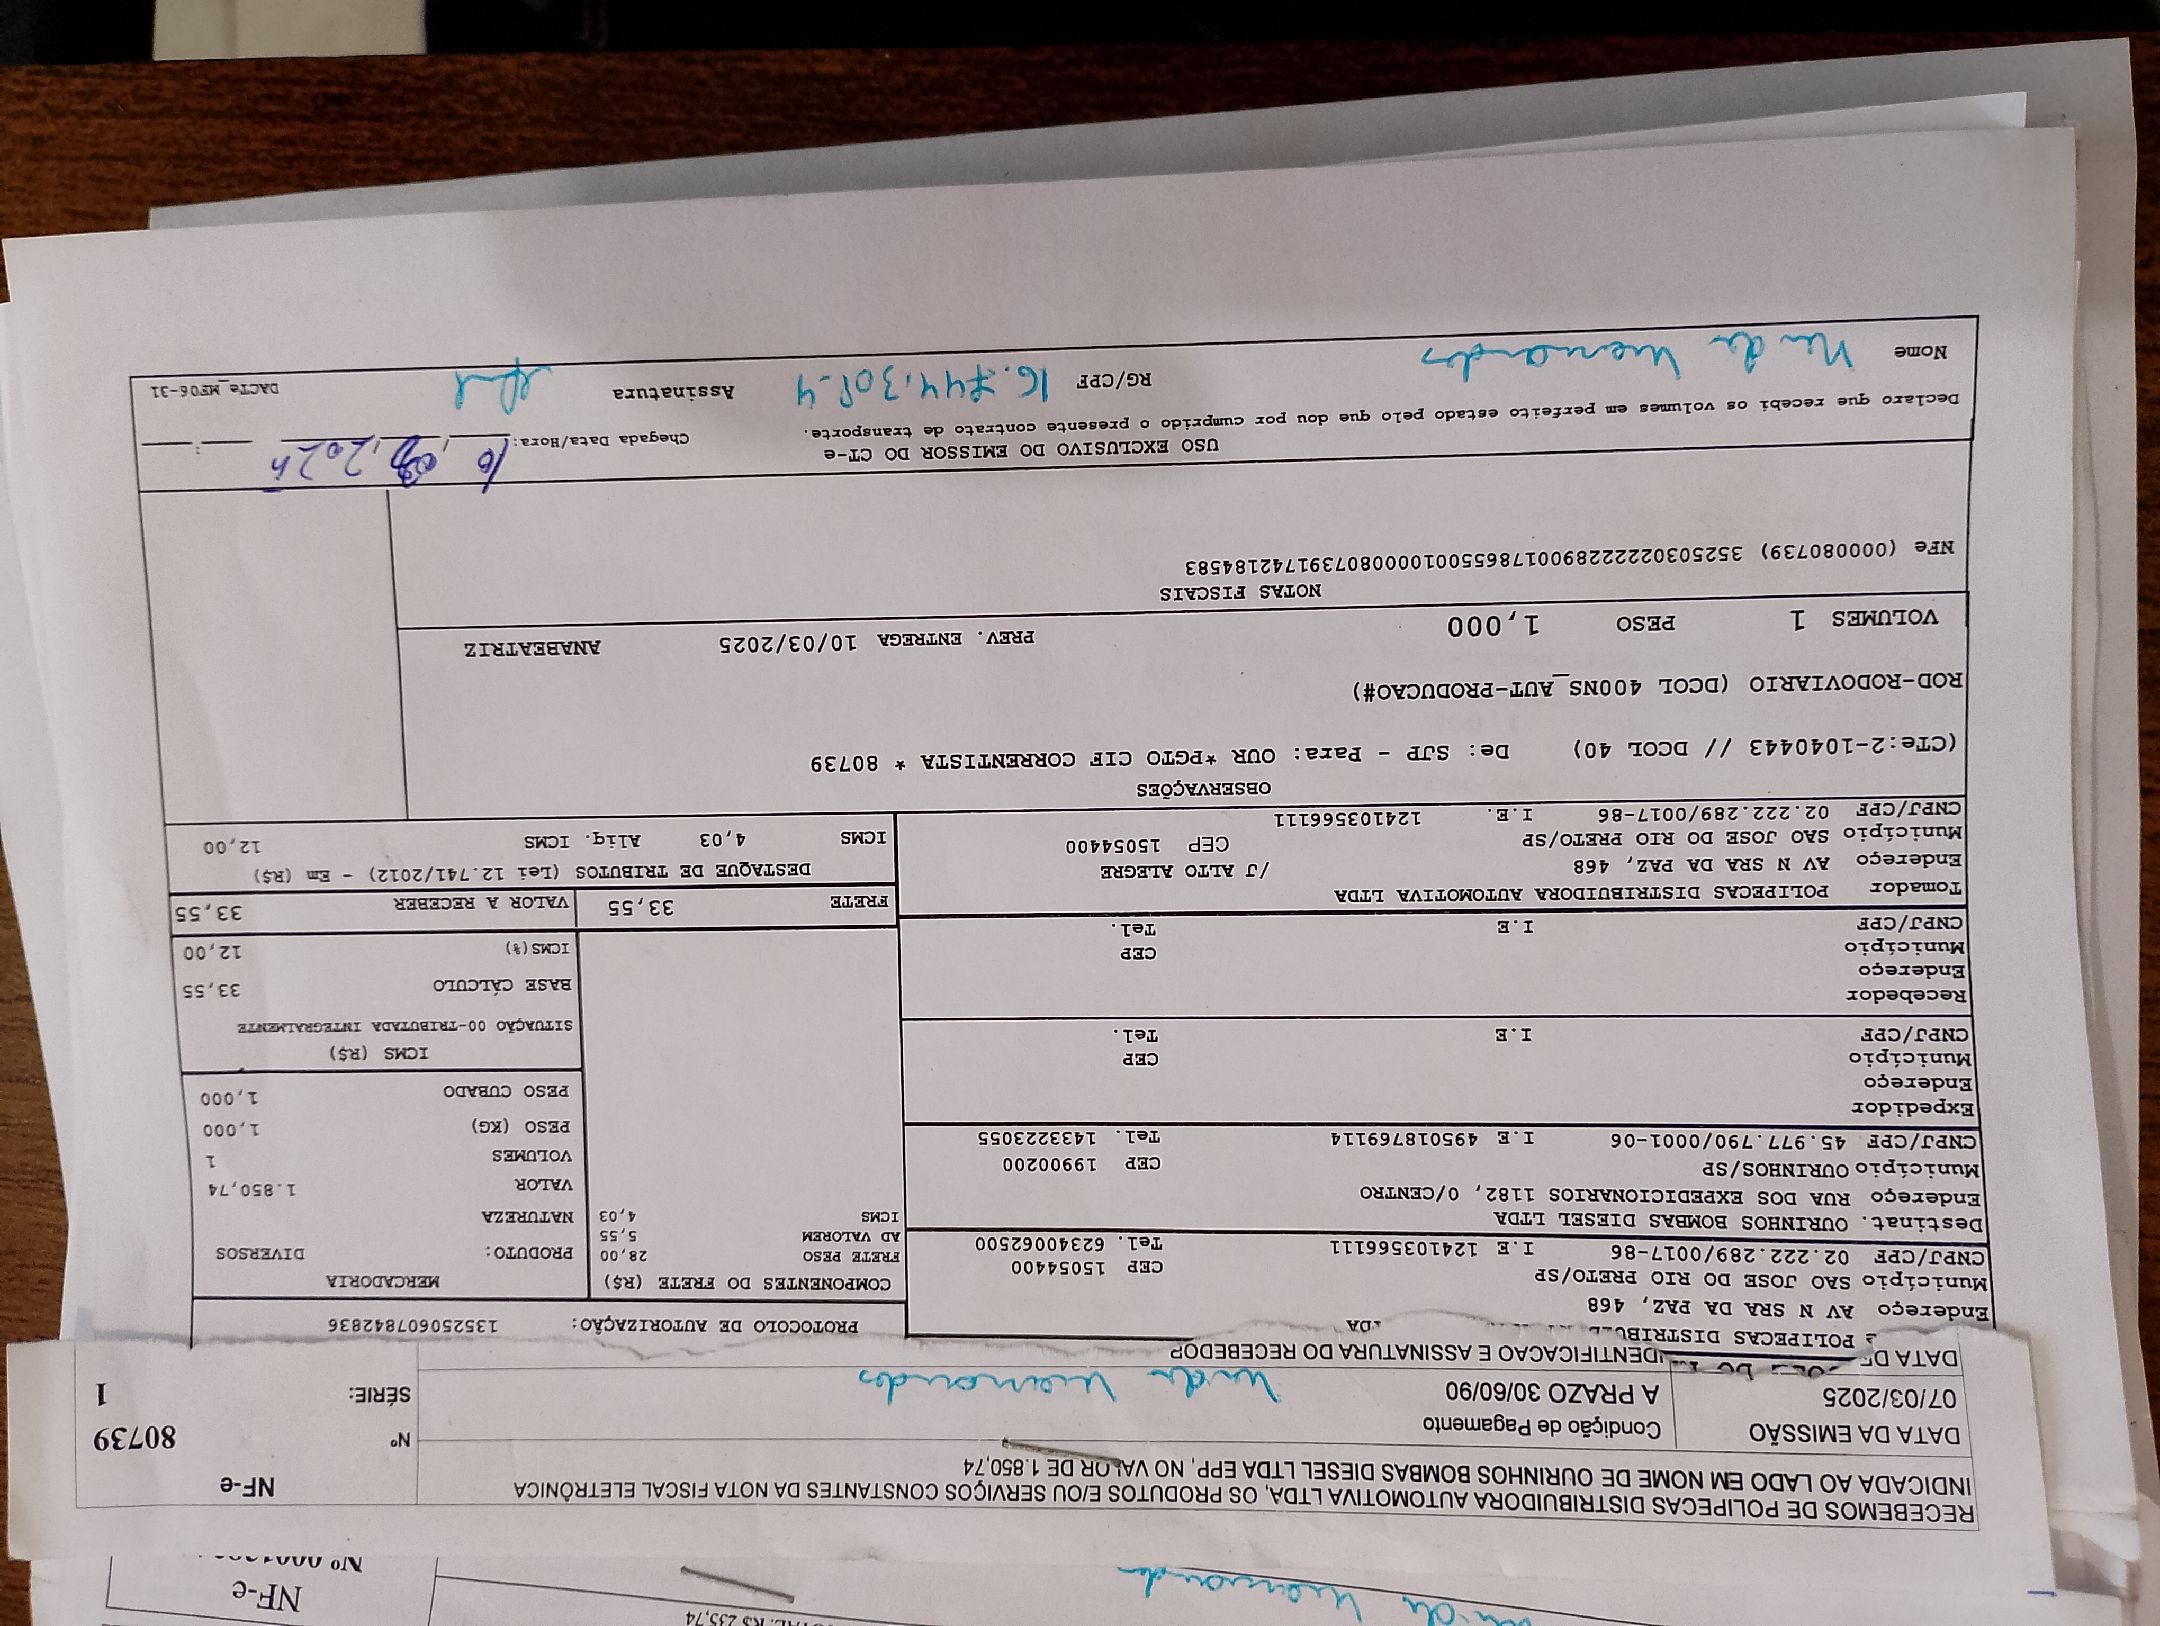 RECEBEMOS DE POLIPECAS DISTRIBUIDORA AUTOMOTIVA LTDA, OS PRODUTOS E/OU SERVIÇOS CONSTANTES DA NOTA FISCAL ELETRÔNICA
INDICADA AO LADO EM NOME DE OURINHOS BOMBAS DIESEL LTDA EPP, NO VALOR DE 1.850,74
NF-e
Nº 80739
SÉRIE: 1
DATA DA EMISSÃO
07/03/2025
Condição de Pagamento
A PRAZO 30/60/90
IDENTIFICACAO E ASSINATURA DO RECEBEDOR
POLIPECAS
Endereço AV N SRA DA PAZ, 468
Município SAO JOSE DO RIO PRETO/SP CEP 15054400
CNPJ/CPF 02.222.289/0017-86 I.E 124103566111 Tel. 62340062500
Destinat. OURINHOS BOMBAS DIESEL LTDA
Endereço RUA DOS EXPEDICIONARIOS 1182, 0/CENTRO
Município OURINHOS/SP CEP 19900200
CNPJ/CPF 45.977.790/0001-06 I.E 495018769114 Tel. 1433223055
Expedidor
Endereço
Município CEP
CNPJ/CPF I.E Tel.
Recebedor
Endereço
Município CEP
CNPJ/CPF I.E Tel.
Tomador POLIPECAS DISTRIBUIDORA AUTOMOTIVA LTDA
Endereço AV N SRA DA PAZ, 468 /J ALTO ALEGRE
Município SAO JOSE DO RIO PRETO/SP CEP 15054400
CNPJ/CPF 02.222.289/0017-86 I.E. 124103566111
PROTOCOLO DE AUTORIZAÇÃO: 135250607842836
COMPONENTES DO FRETE (R$)
FRETE PESO 28,00
AD VALOREM 5,55
ICMS 4,03
MERCADORIA
PRODUTO: DIVERSOS
NATUREZA
VALOR 1.850,74
VOLUMES 1
PESO (KG) 1,000
PESO CUBADO 1,000
ICMS (R$)
SITUAÇÃO 00-TRIBUTADA INTEGRALMENTE
BASE CÁLCULO 33,55
ICMS(%) 12,00
FRETE 33,55 VALOR A RECEBER 33,55
DESTAQUE DE TRIBUTOS (Lei 12.741/2012) - Em (R$)
ICMS 4,03 Aliq. ICMS 12,00
OBSERVAÇÕES
(CTe:2-1040443 // DCOL 40) De: SJP - Para: OUR *PGTO CIF CORRENTISTA * 80739
ROD-RODOVIARIO (DCOL 400NS_AUT-PRODUCAO#)
VOLUMES 1 PESO 1,000 PREV. ENTREGA 10/03/2025 ANABEATRIZ
NOTAS FISCAIS
NFe (000080739) 35250302222289001786550010000807391742184583
USO EXCLUSIVO DO EMISSOR DO CT-e
Declaro que recebi os volumes em perfeito estado pelo que dou por cumprido o presente contrato de transporte.
Chegada Data/Hora:
Nome
RG/CPF
Assinatura
DACTe_MF06-31
NF-e
R$ 235,74